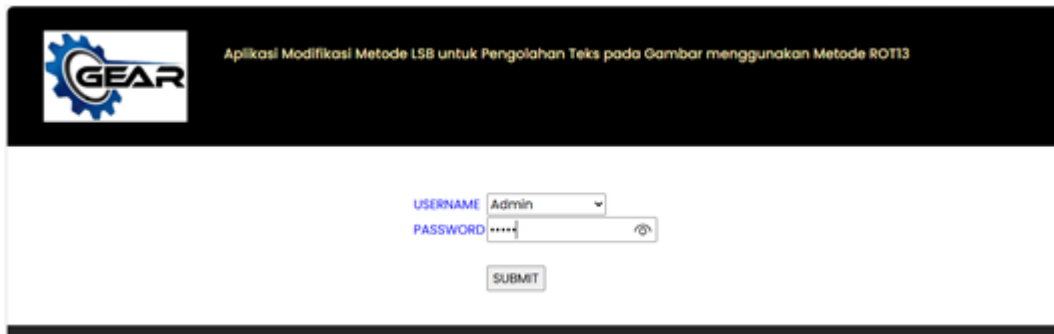 GEAR
Aplikasi Modifikasi Metode LSB untuk Pengolahan Teks pada Gambar menggunakan Metode ROT13
USERNAME Admin
PASSWORD •••••
SUBMIT